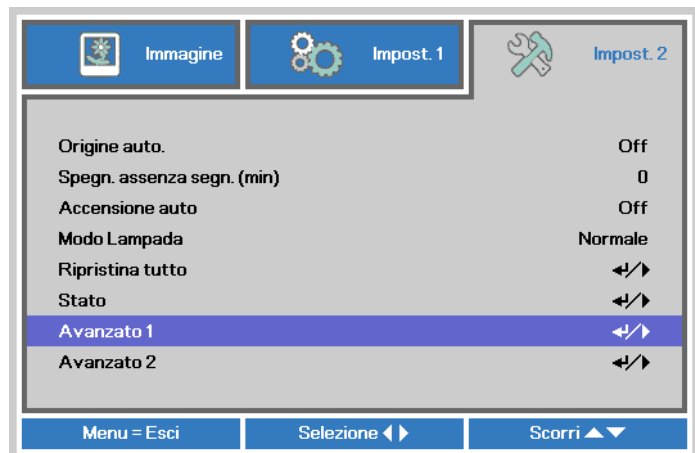 Immagine Impost. 1 Impost. 2
Origine auto. Off
Spegn. assenza segn. (min) 0
Accensione auto Off
Modo Lampada Normale
Ripristina tutto
Stato
Avanzato 1
Avanzato 2
Menu = Esci Selezione Scorri